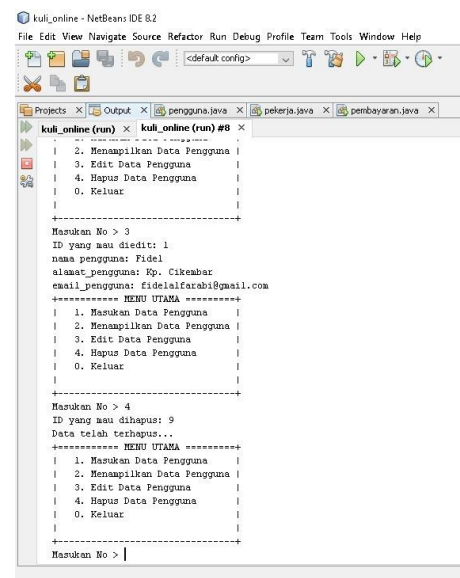 kuli_online - NetBeans IDE 8.2
File Edit View Navigate Source Refactor Run Debug Profile Team Tools Window Help
<default config>
Projects × Output × pengguna.java × pekerja.java × pembayaran.java ×
kuli_online (run) × kuli_online (run) #8 ×
| 2. Menampilkan Data Pengguna |
| 3. Edit Data Pengguna |
| 4. Hapus Data Pengguna |
| 0. Keluar |
| |
+---------------------------------+
Masukan No > 3
ID yang mau diedit: 1
nama pengguna: Fidel
alamat_pengguna: Kp. Cikembar
email_pengguna: fidelalfarabi@gmail.com
+=========== MENU UTAMA =========+
| 1. Masukan Data Pengguna |
| 2. Menampilkan Data Pengguna |
| 3. Edit Data Pengguna |
| 4. Hapus Data Pengguna |
| 0. Keluar |
| |
+---------------------------------+
Masukan No > 4
ID yang mau dihapus: 9
Data telah terhapus...
+=========== MENU UTAMA =========+
| 1. Masukan Data Pengguna |
| 2. Menampilkan Data Pengguna |
| 3. Edit Data Pengguna |
| 4. Hapus Data Pengguna |
| 0. Keluar |
| |
+---------------------------------+
Masukan No >